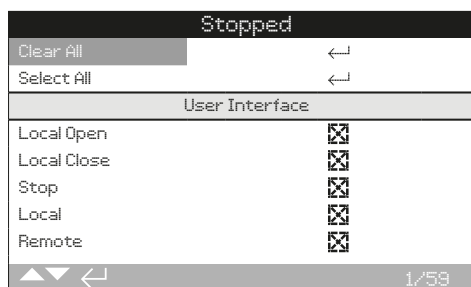 Stopped
Clear All
Select All
User Interface
Local Open
Local Close
Stop
Local
Remote
1/59